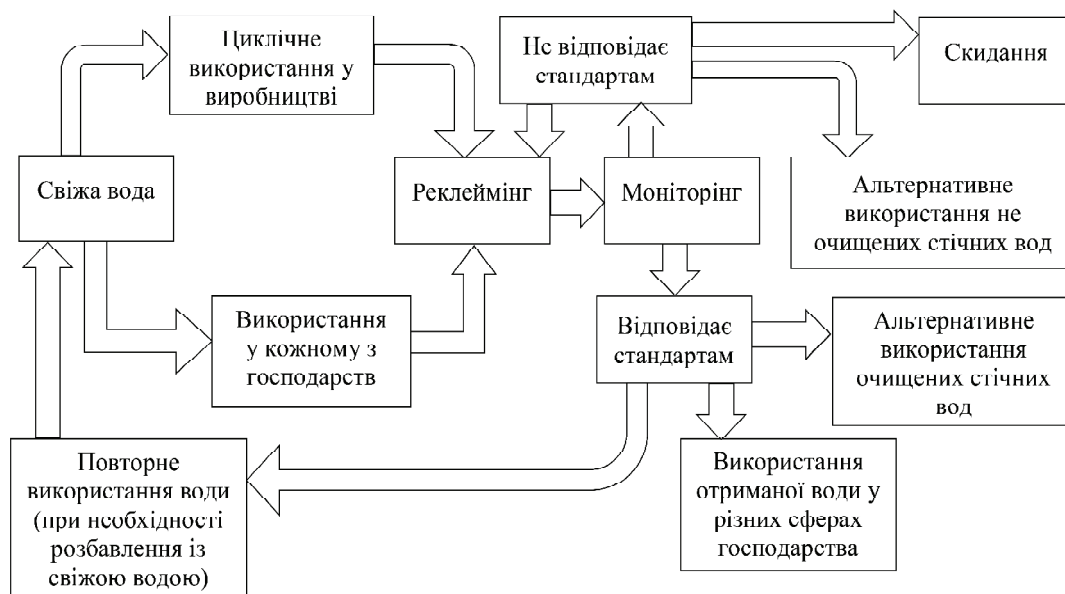 Циклічне
використання у
виробництві
Не відповідає
стандартам
Скидання
Свіжа вода
Реклеймінг
Моніторінг
Альтернативне
використання не
очищених стічних вод
Використання
у кожному з
господарств
Відповідає
стандартам
Альтернативне
використання
очищених стічних
вод
Повторне
використання води
(при необхідності
розбавлення із
свіжою водою)
Використання
отриманої води у
різних сферах
господарства